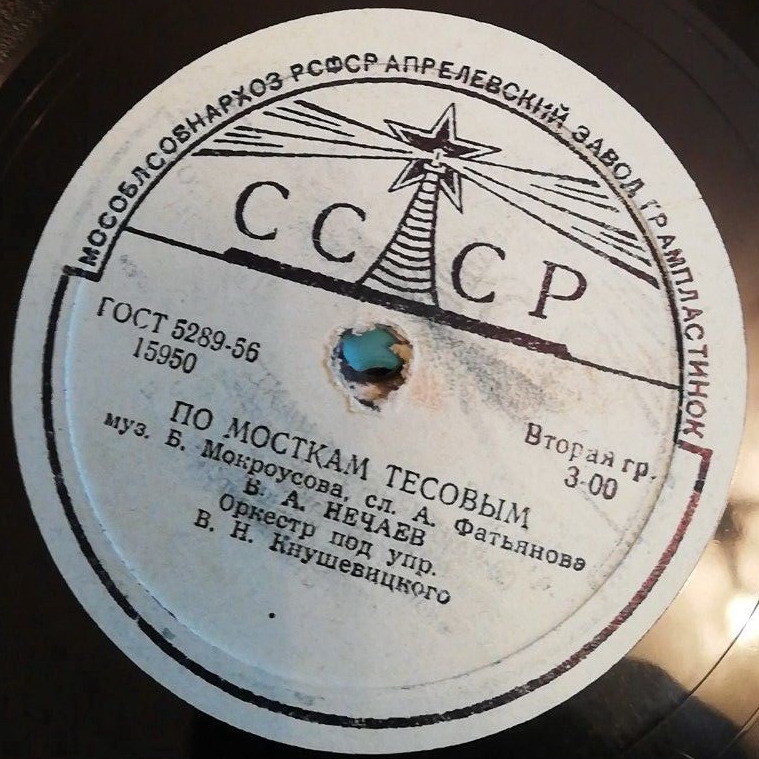 МОСОБЛСОВНАРХОЗ РСФСР АПРЕЛЕВСКИЙ ЗАВОД ГРАМПЛАСТИНОК
СССР
ГОСТ 5289-56
15950
Вторая гр.
3-00
ПО МОСТКАМ ТЕСОВЫМ
муз. Б. Мокроусова, сл. А. Фатьянова
В. А. НЕЧАЕВ
Оркестр под упр.
В. Н. Кнушевицкого